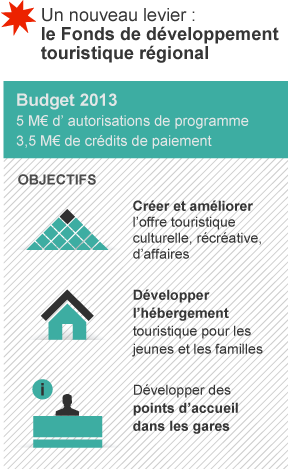 Un nouveau levier :
le Fonds de développement
touristique régional
Budget 2013
5 M€ d' autorisations de programme
3,5 M€ de crédits de paiement
OBJECTIFS
Créer et améliorer
l'offre touristique
culturelle, récréative,
d'affaires
Développer
l'hébergement
touristique pour les
jeunes et les familles
i
Développer des
points d'accueil
dans les gares